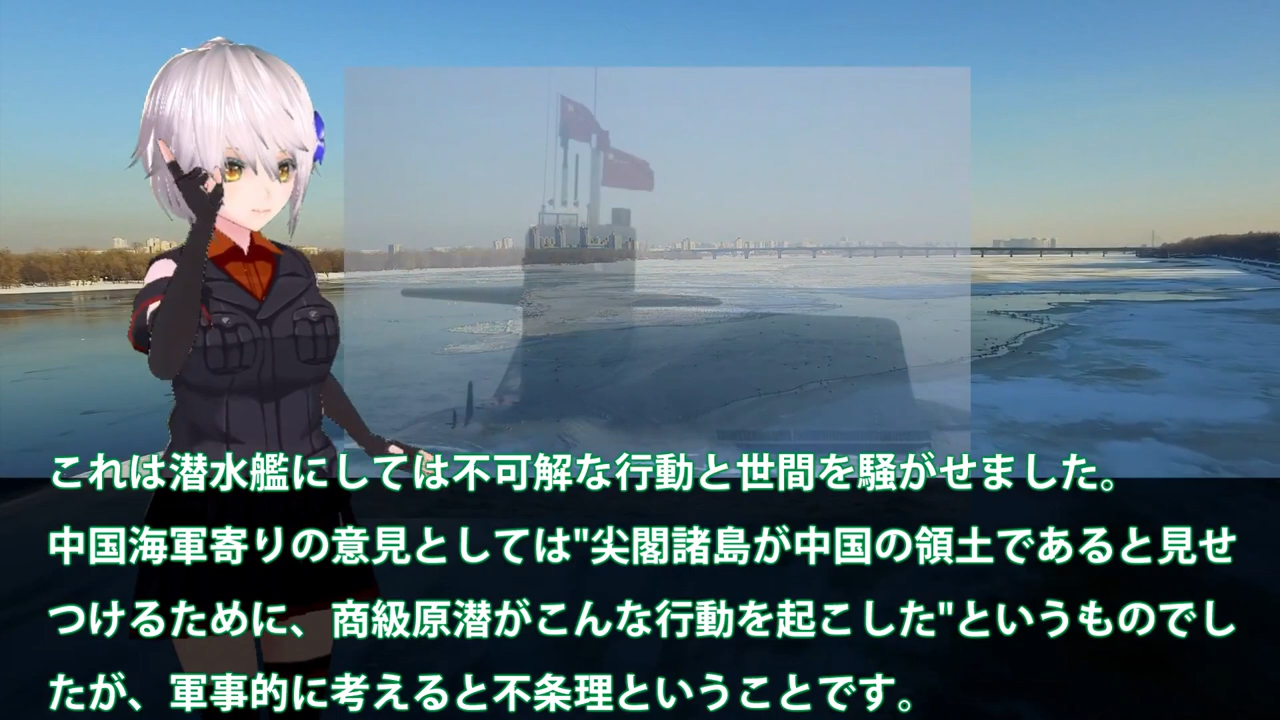 これは潜水艦にしては不可解な行動と世間を騒がせました。
中国海軍寄りの意見としては"尖閣諸島が中国の領土であると見せ
つけるために、商級原潜がこんな行動を起こした"というものでし
たが、軍事的に考えると不条理ということです。